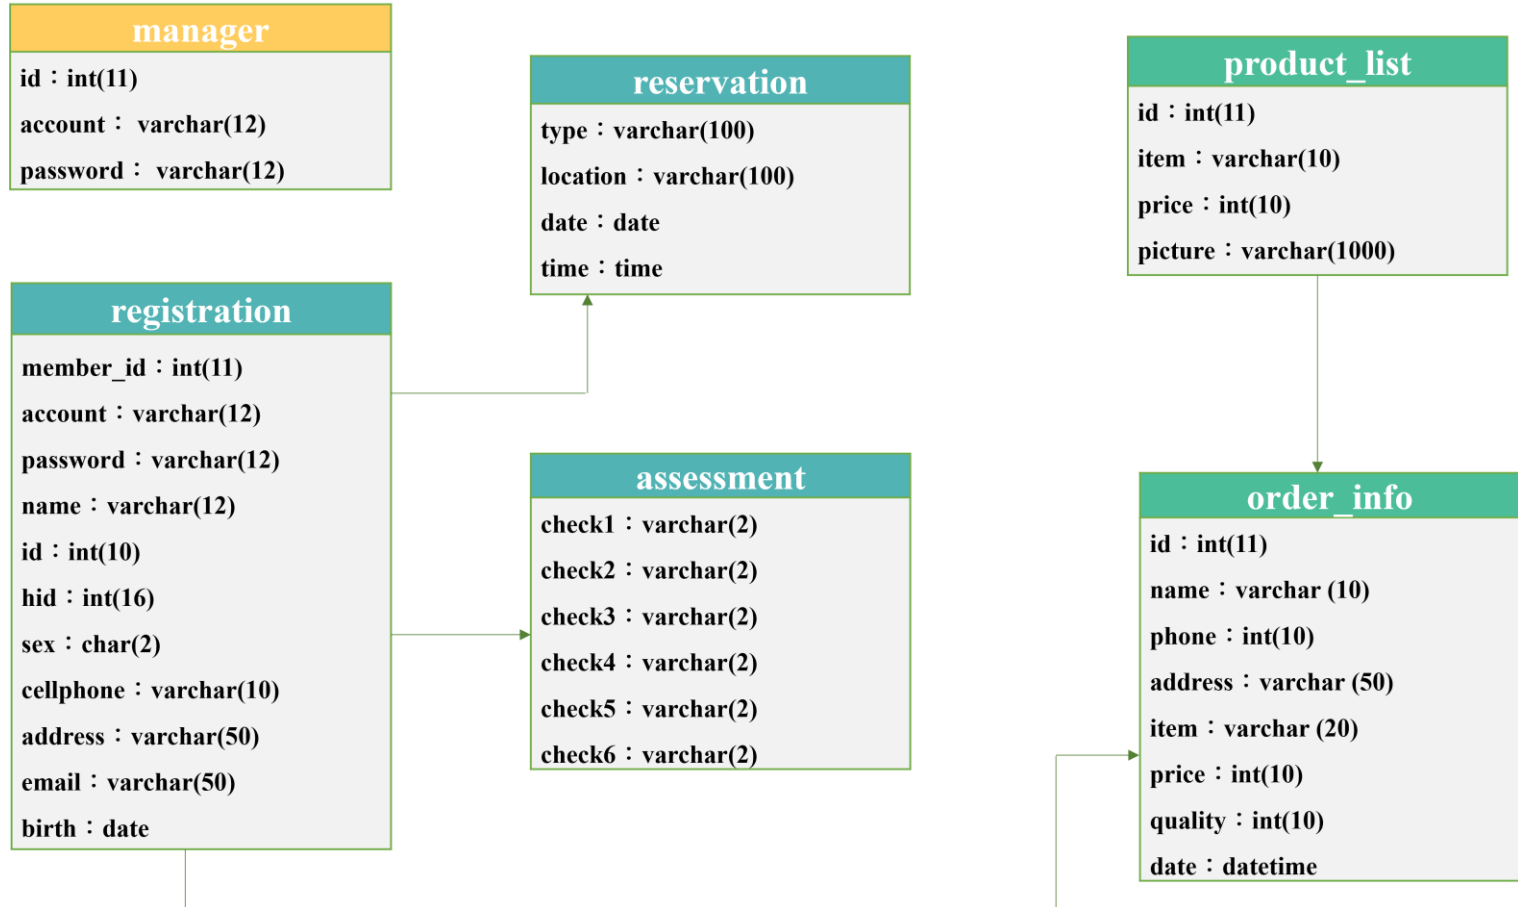 manager
id：int(11)
account： varchar(12)
password： varchar(12)
registration
member_id：int(11)
account：varchar(12)
password：varchar(12)
name：varchar(12)
id：int(10)
hid：int(16)
sex：char(2)
cellphone：varchar(10)
address：varchar(50)
email：varchar(50)
birth：date
reservation
type：varchar(100)
location：varchar(100)
date：date
time：time
assessment
check1：varchar(2)
check2：varchar(2)
check3：varchar(2)
check4：varchar(2)
check5：varchar(2)
check6：varchar(2)
product_list
id：int(11)
item：varchar(10)
price：int(10)
picture：varchar(1000)
order_info
id：int(11)
name：varchar (10)
phone：int(10)
address：varchar (50)
item：varchar (20)
price：int(10)
quality：int(10)
date：datetime